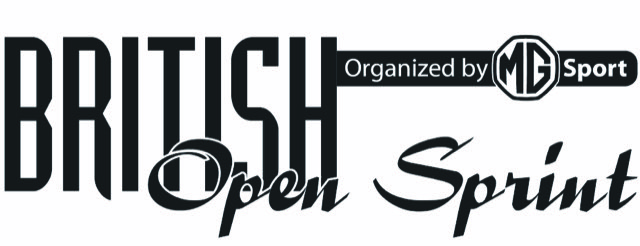 BRITISH
Organized by MG Sport
Open Sprint